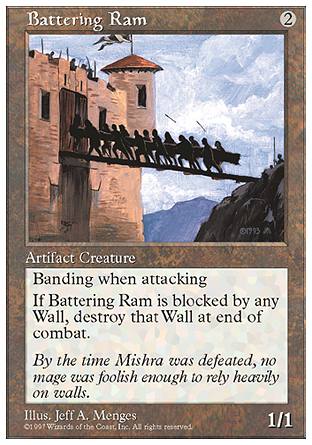 Battering Ram 2
©1993
Artifact Creature
Banding when attacking
If Battering Ram is blocked by any
Wall, destroy that Wall at end of
combat.
By the time Mishra was defeated, no
mage was foolish enough to rely heavily
on walls.
Illus. Jeff A. Menges
©1997 Wizards of the Coast, Inc. All rights reserved.
1/1